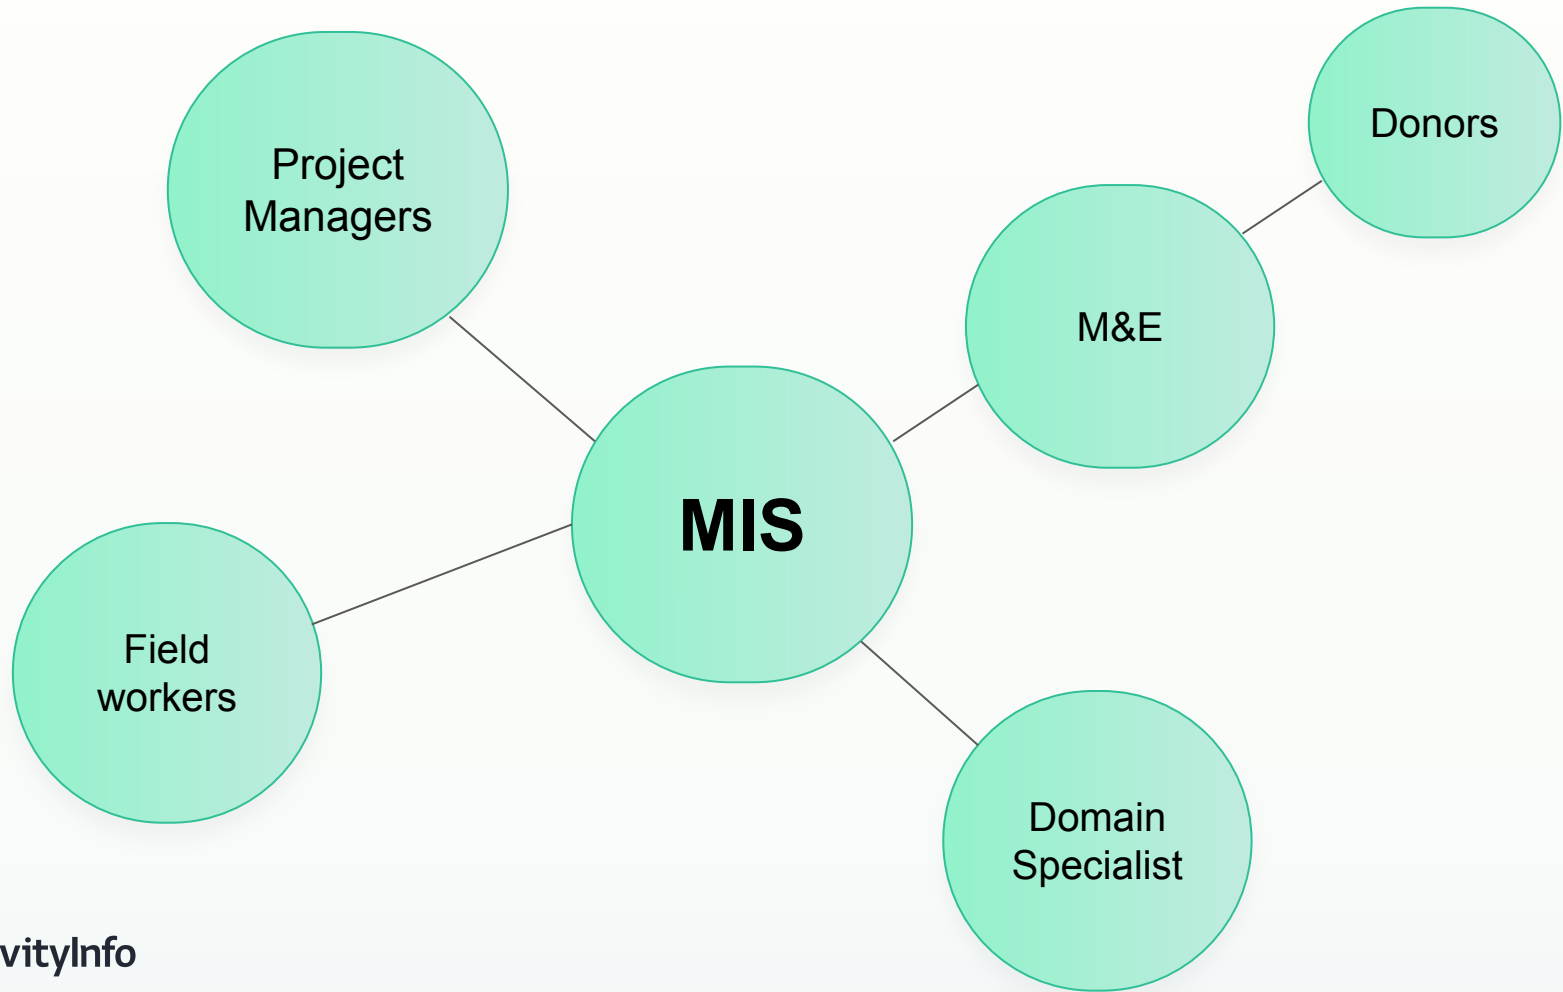 Project
Managers
Donors
M&E
MIS
Field
workers
Domain
Specialist
vityInfo